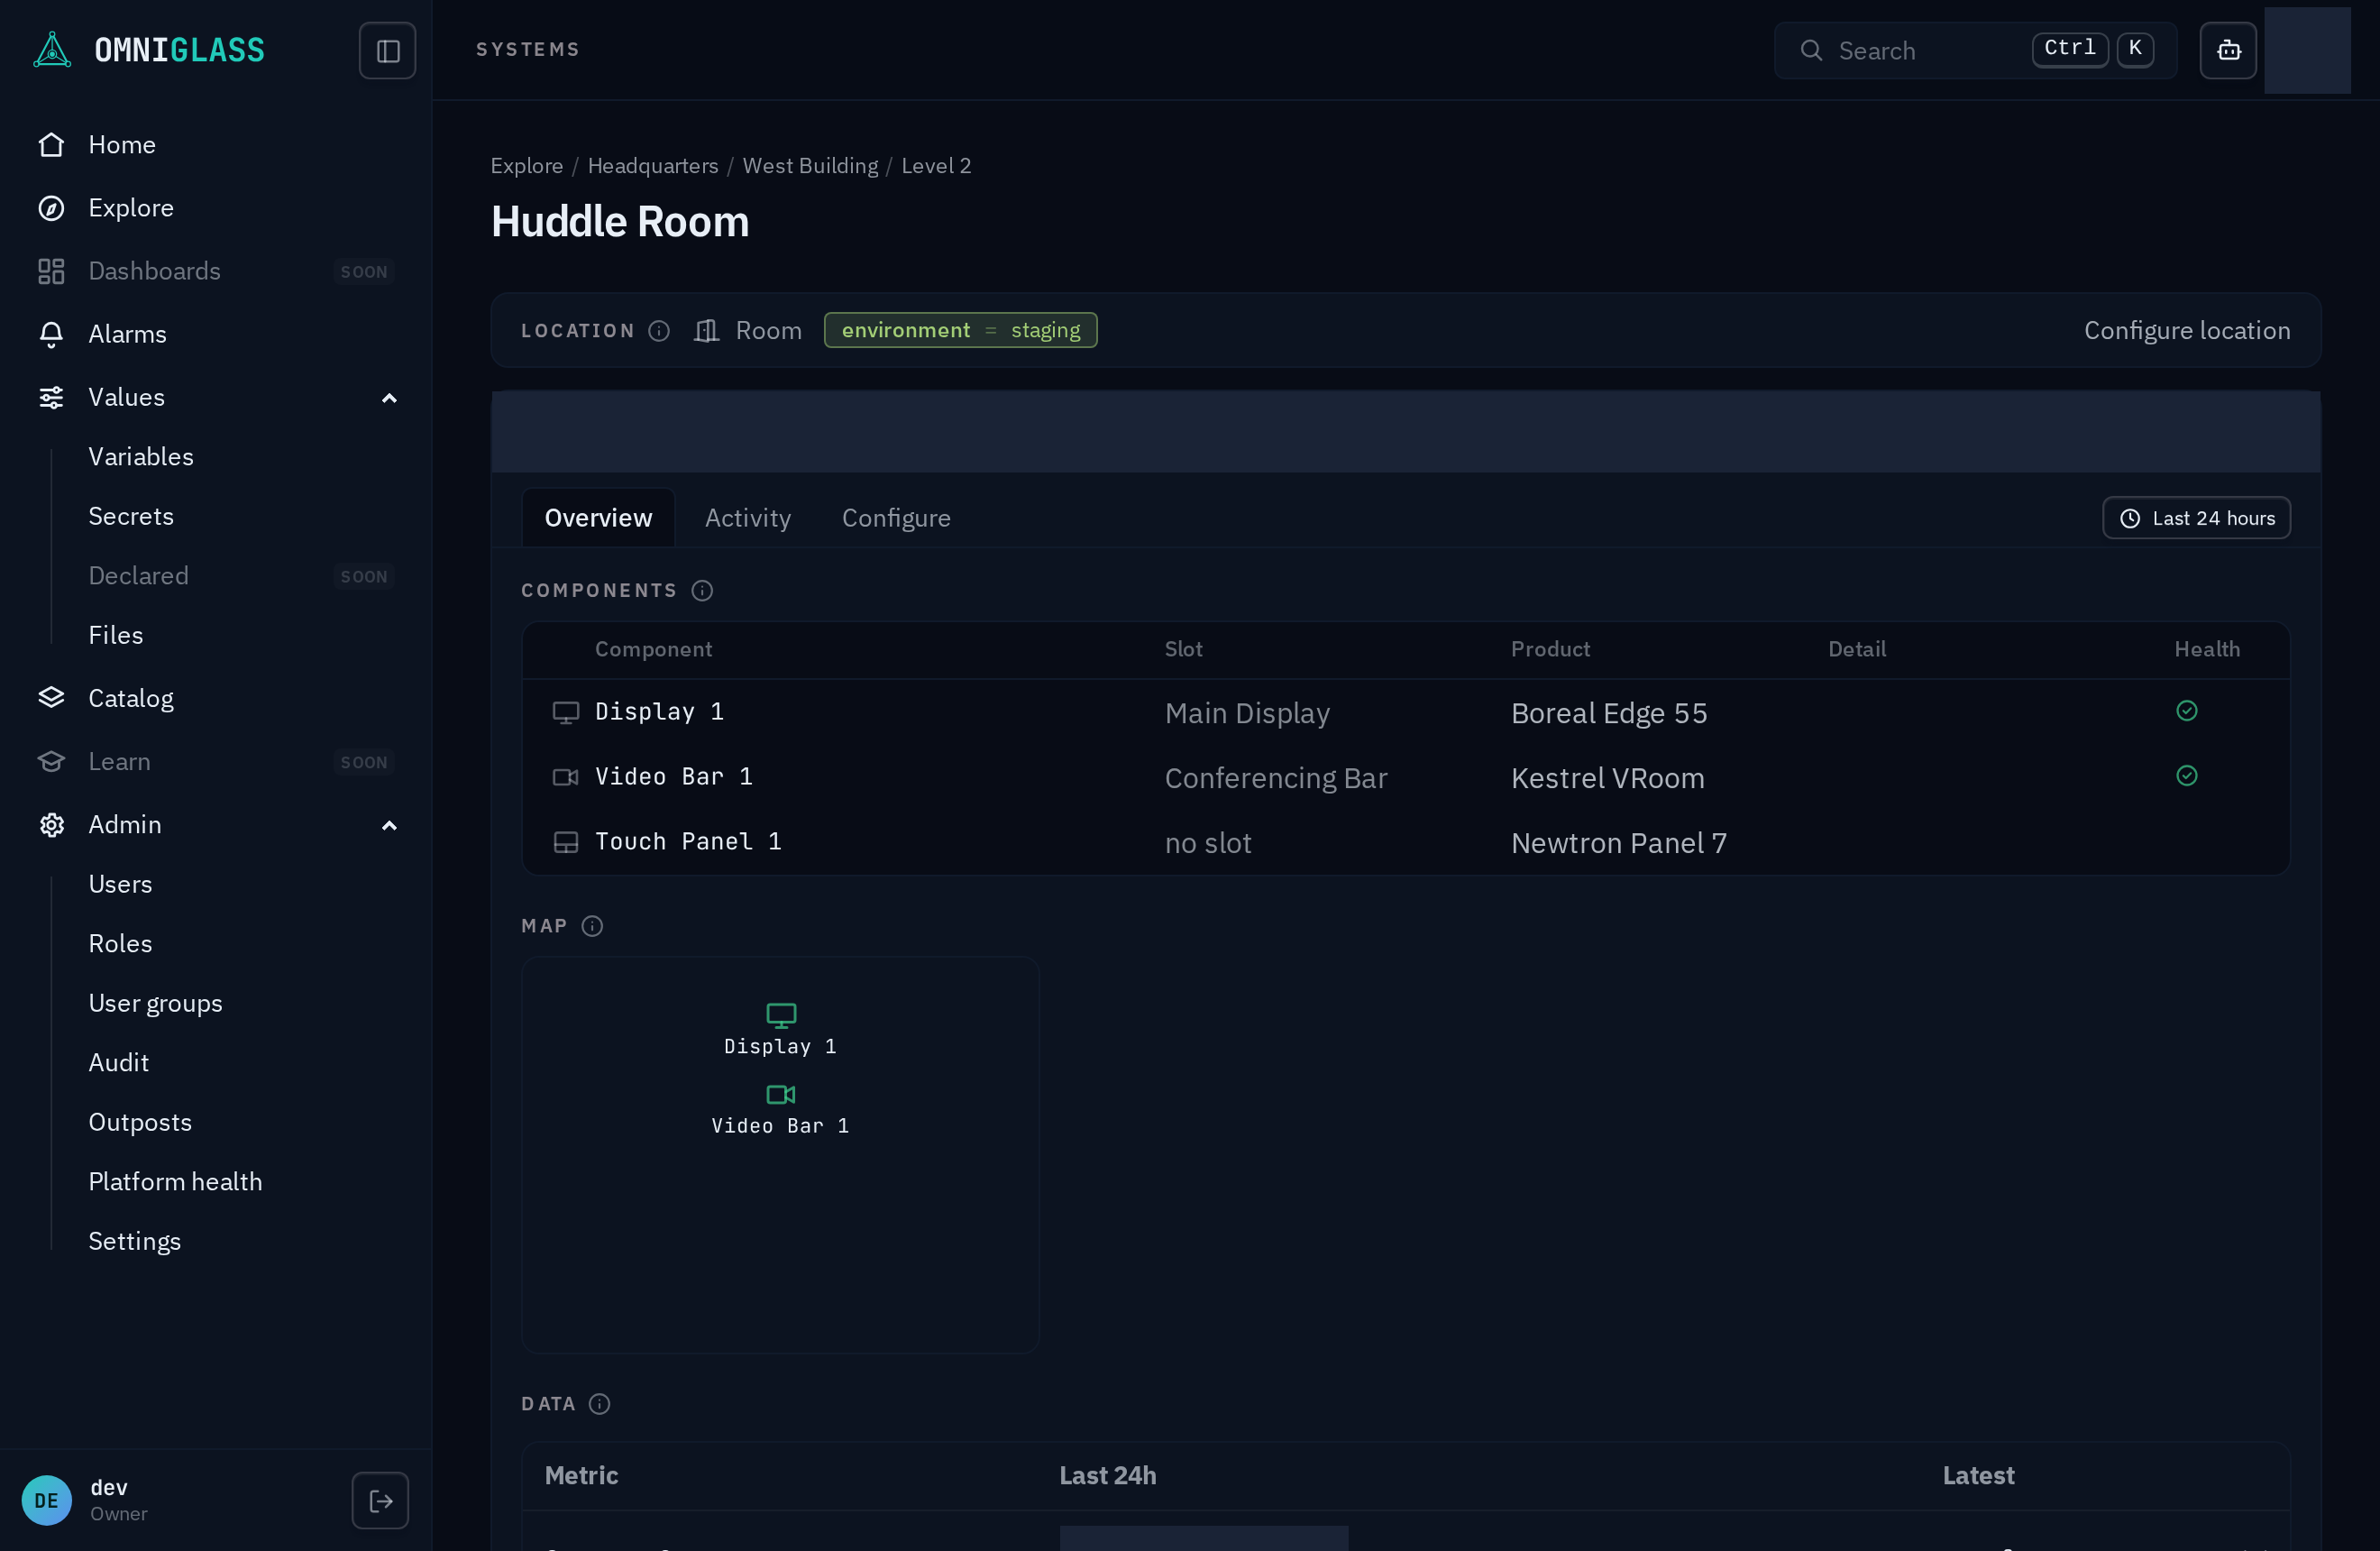 OMNIGLASS
SYSTEMS
Search
Ctrl K
Home
Explore
Dashboards SOON
Alarms
Values
Variables
Secrets
Declared SOON
Files
Catalog
Learn SOON
Admin
Users
Roles
User groups
Audit
Outposts
Platform health
Settings
DE
dev
Owner
Explore / Headquarters / West Building / Level 2
Huddle Room
LOCATION Room environment = staging Configure location
Overview Activity Configure Last 24 hours
COMPONENTS
Component Slot Product Detail Health
Display 1 Main Display Boreal Edge 55
Video Bar 1 Conferencing Bar Kestrel VRoom
Touch Panel 1 no slot Newtron Panel 7
MAP
Display 1
Video Bar 1
DATA
Metric Last 24h Latest